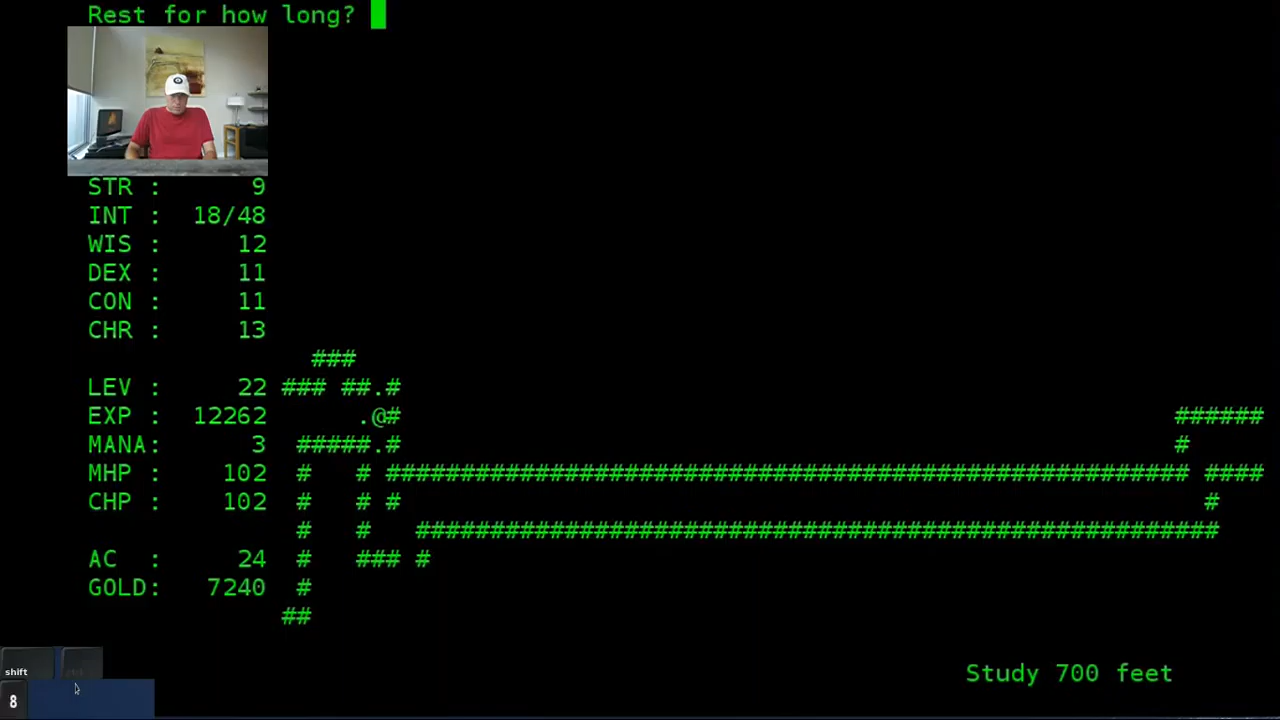 Rest for how long?
STR : 9
INT : 18/48
WIS : 12
DEX : 11
CON : 11
CHR : 13
###
LEV : 22 ### ##.#
EXP : 12262 .@# ######
MANA: 3 #####.# #
MHP : 102 # # ###################################################### ####
CHP : 102 # # # #
# # ######################################################
AC : 24 # ### #
GOLD: 7240 #
##
shift
8
Study 700 feet